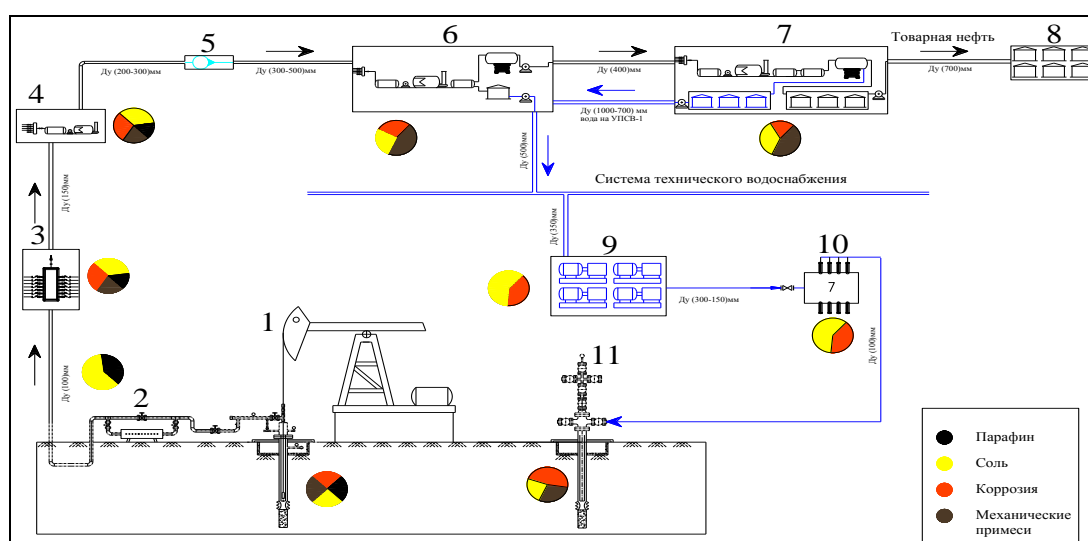 5
6
7
Товарная нефть
8
Ду (200-300)мм
Ду (300-500)мм
Ду (400)мм
Ду (700)мм
4
Ду (1000-700) мм
вода на УПСВ-1
Ду (500)мм
Ду (150)мм
Система технического водоснабжения
3
Ду (350)мм
9
10
7
Ду (300-150)мм
1
11
Ду (100)мм
Ду (100)мм
2
Парафин
Соль
Коррозия
Механические
примеси